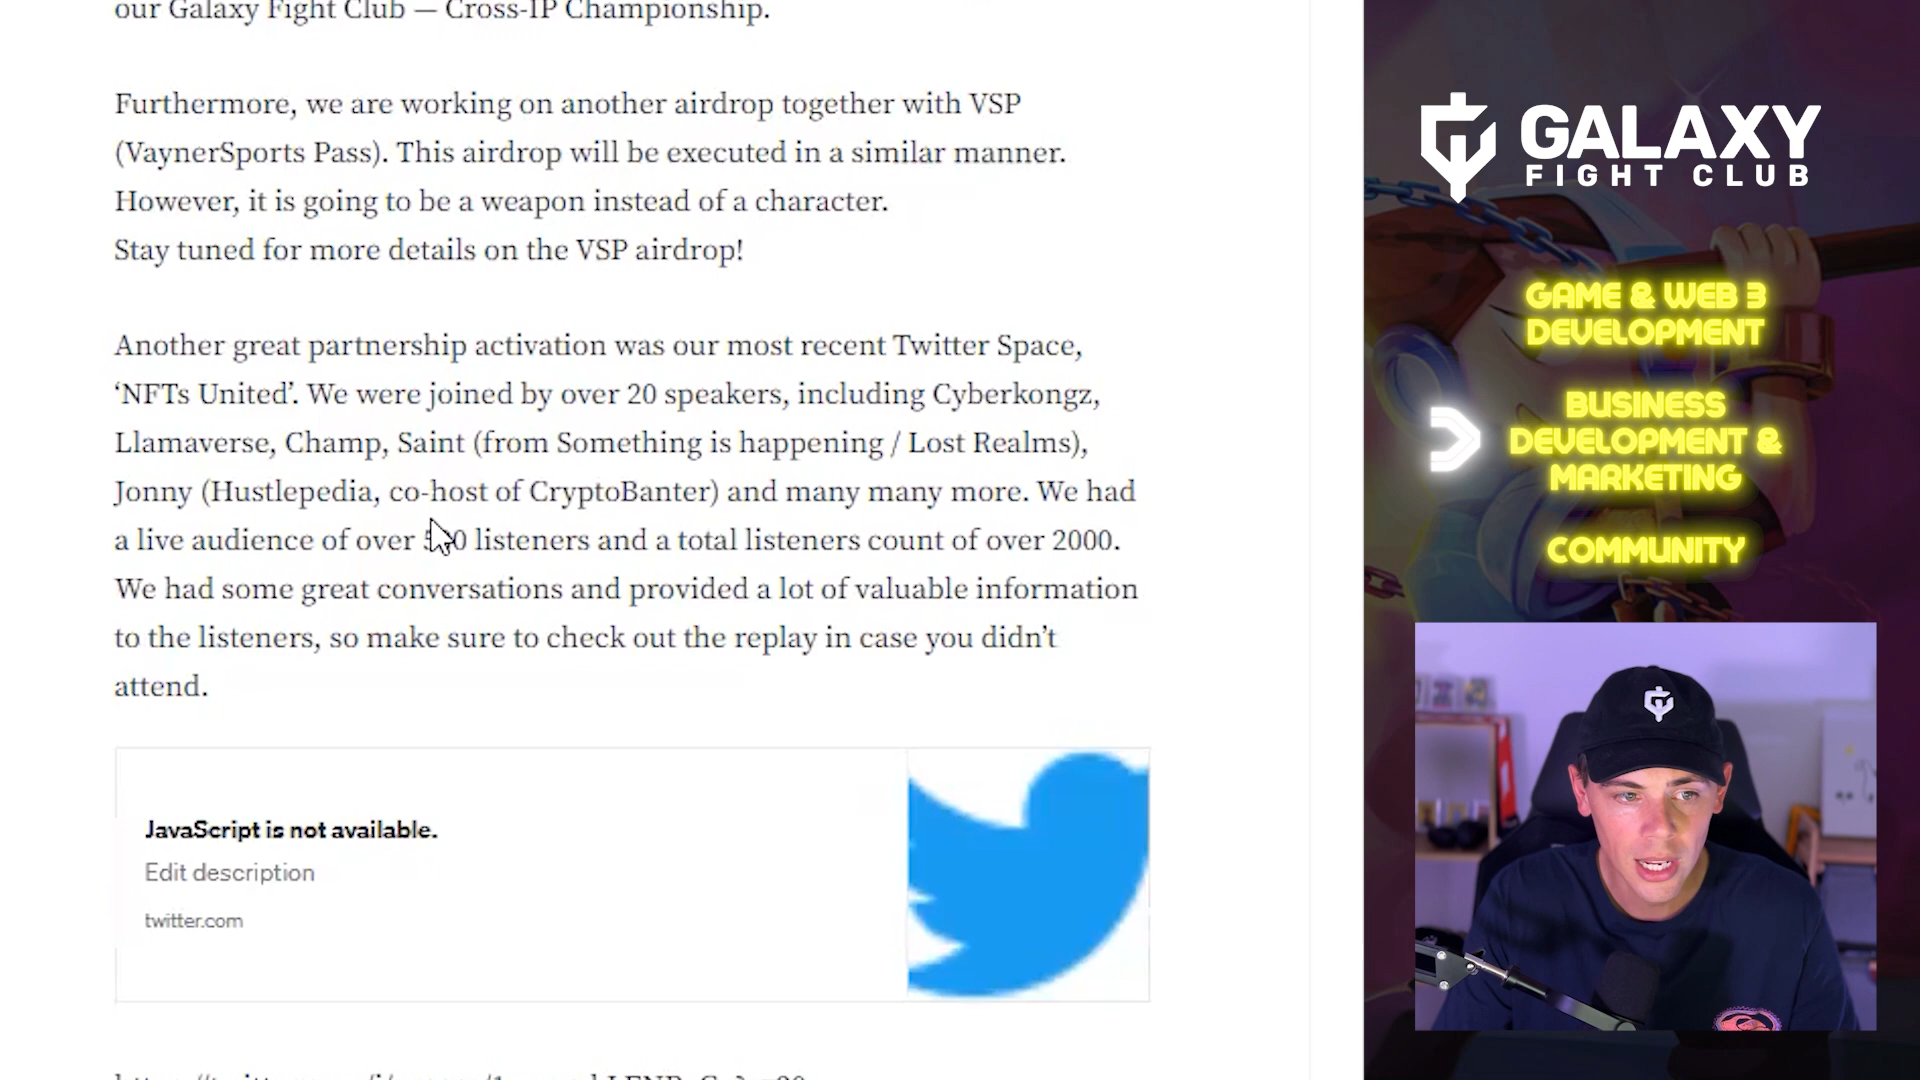 our Galaxy Fight Club — Cross-IP Championship.
Furthermore, we are working on another airdrop together with VSP
(VaynerSports Pass). This airdrop will be executed in a similar manner.
However, it is going to be a weapon instead of a character.
Stay tuned for more details on the VSP airdrop!
Another great partnership activation was our most recent Twitter Space,
‘NFTs United’. We were joined by over 20 speakers, including Cyberkongz,
Llamaverse, Champ, Saint (from Something is happening / Lost Realms),
Jonny (Hustlepedia, co-host of CryptoBanter) and many many more. We had
a live audience of over listeners and a total listeners count of over 2000.
We had some great conversations and provided a lot of valuable information
to the listeners, so make sure to check out the replay in case you didn’t
attend.
JavaScript is not available.
Edit description
twitter.com
GALAXY
FIGHT CLUB
GAME & WEB 3
DEVELOPMENT
BUSINESS
DEVELOPMENT &
MARKETING
COMMUNITY